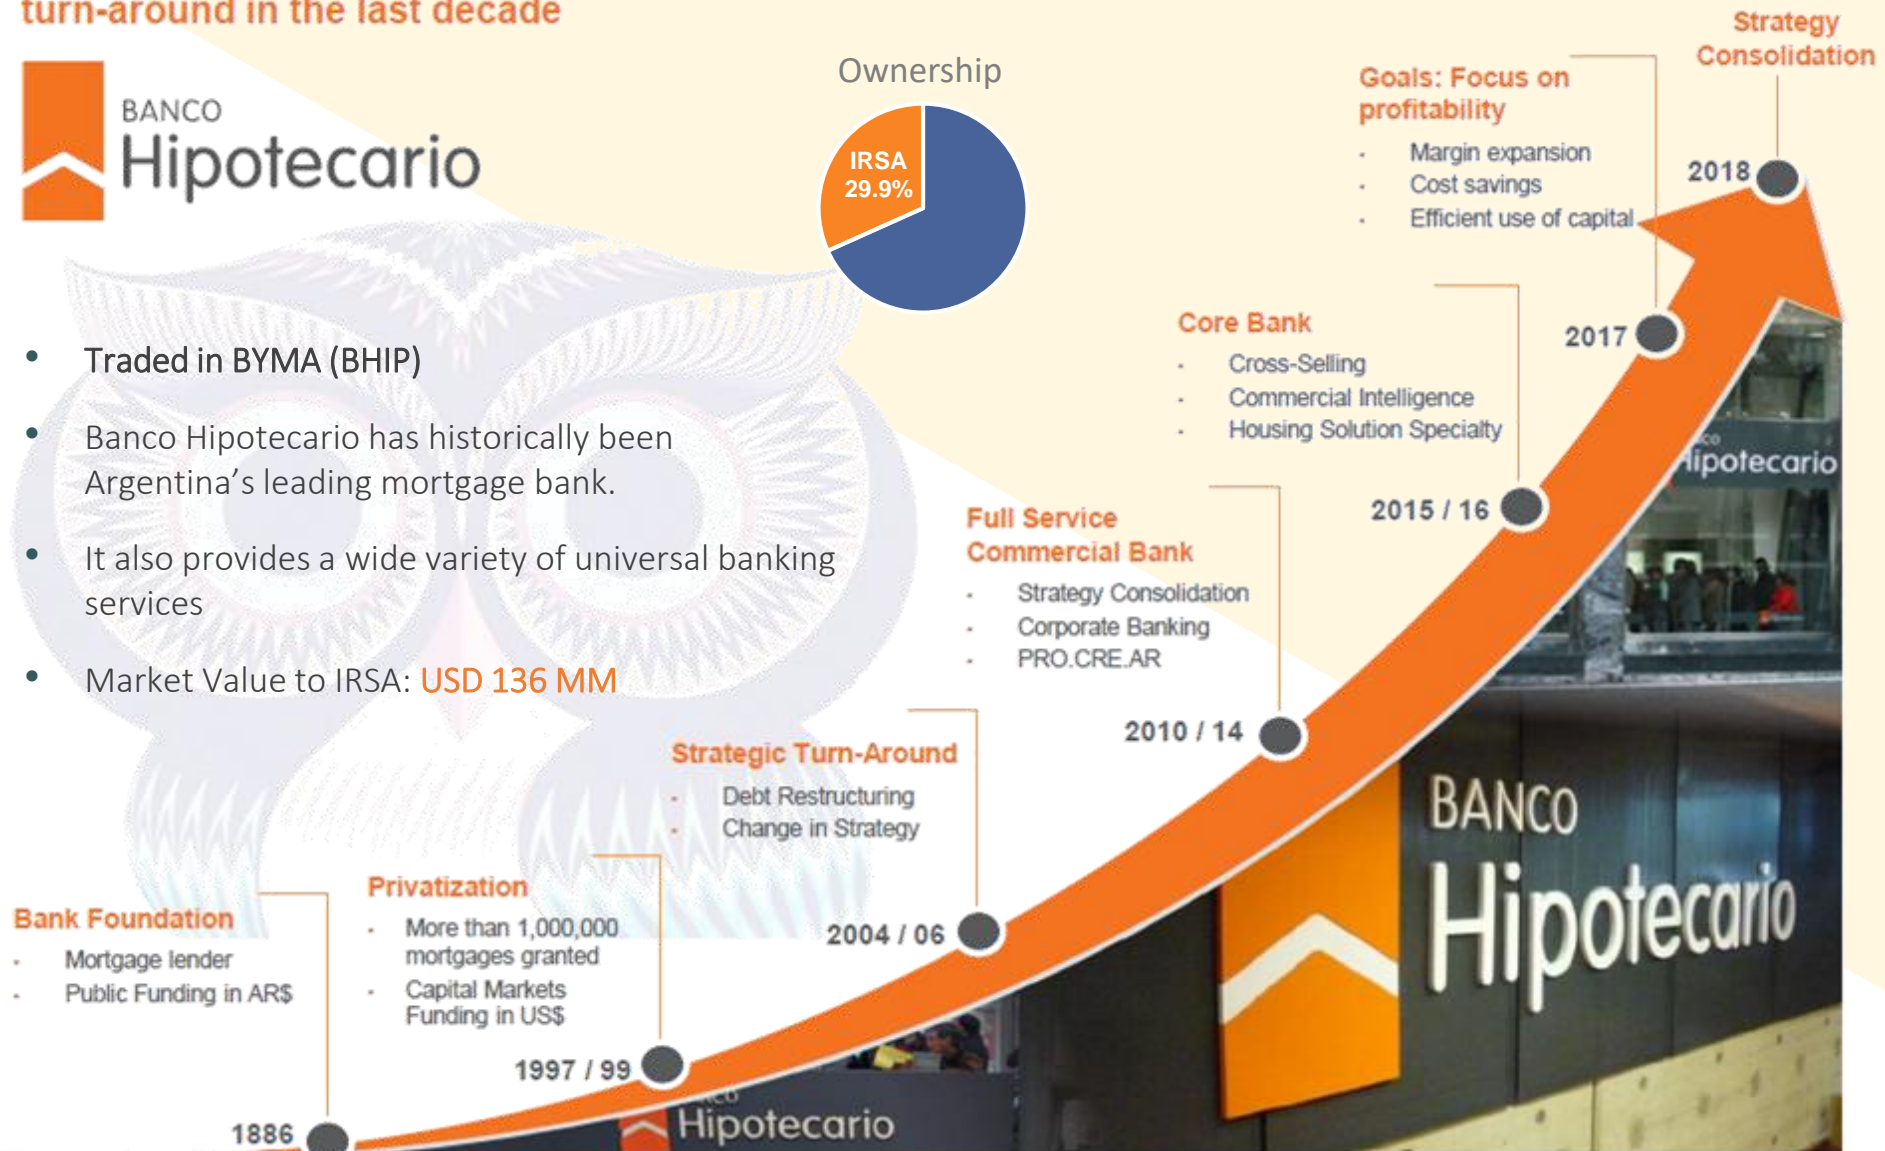 turn-around in the last decade
BANCO
Hipotecario
Ownership
IRSA
29.9%
Traded in BYMA (BHIP)
Banco Hipotecario has historically been
Argentina’s leading mortgage bank.
It also provides a wide variety of universal banking
services
Market Value to IRSA: USD 136 MM
Bank Foundation
Mortgage lender
Public Funding in AR$
1886
Privatization
More than 1,000,000
mortgages granted
Capital Markets
Funding in US$
1997 / 99
Strategic Turn-Around
Debt Restructuring
Change in Strategy
2004 / 06
Full Service
Commercial Bank
Strategy Consolidation
Corporate Banking
PRO.CRE.AR
2010 / 14
Core Bank
Cross-Selling
Commercial Intelligence
Housing Solution Specialty
2015 / 16
Goals: Focus on
profitability
Margin expansion
Cost savings
Efficient use of capital
2017
Strategy
Consolidation
2018
Hipotecario
BANCO
Hipotecario
Hipotecario